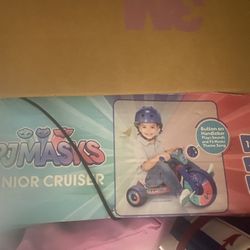 PJMASKS
JUNIOR CRUISER
Button on
Handlebar
Plays Sounds
and PJ Masks
Theme Song